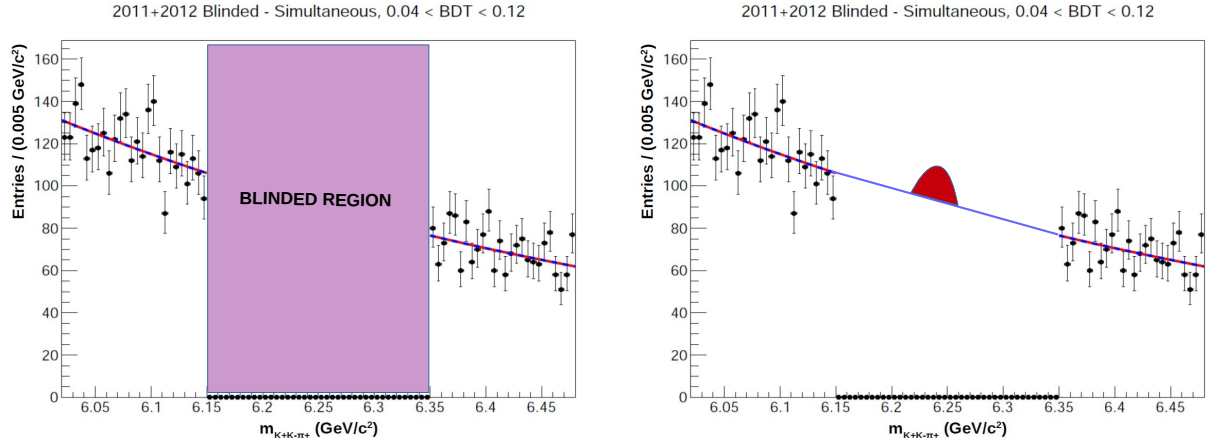 2011+2012 Blinded - Simultaneous, 0.04 < BDT < 0.12
Entries / (0.005 GeV/c²)
160
140
120
100
80
60
40
20
0
BLINDED REGION
6.05 6.1 6.15 6.2 6.25 6.3 6.35 6.4 6.45
m_K+K-π+ (GeV/c²)
2011+2012 Blinded - Simultaneous, 0.04 < BDT < 0.12
Entries / (0.005 GeV/c²)
160
140
120
100
80
60
40
20
0
6.05 6.1 6.15 6.2 6.25 6.3 6.35 6.4 6.45
m_K+K-π+ (GeV/c²)